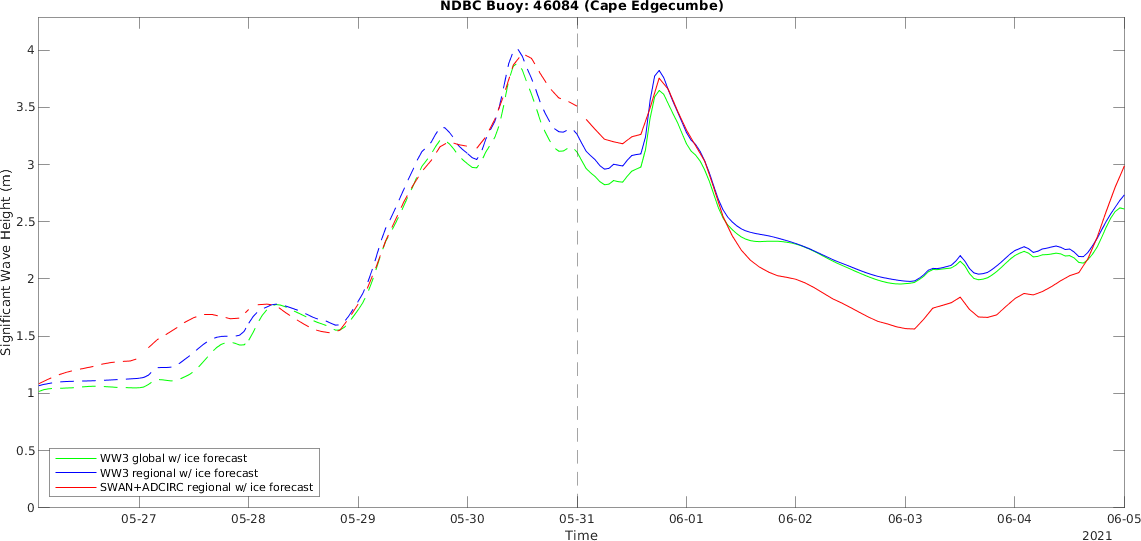 NDBC Buoy: 46084 (Cape Edgecumbe)
Significant Wave Height (m)
4
3.5
3
2.5
2
1.5
1
0.5
0
WW3 global w/ ice forecast
WW3 regional w/ ice forecast
SWAN+ADCIRC regional w/ ice forecast
05-27 05-28 05-29 05-30 05-31 06-01 06-02 06-03 06-04 06-05
Time
2021